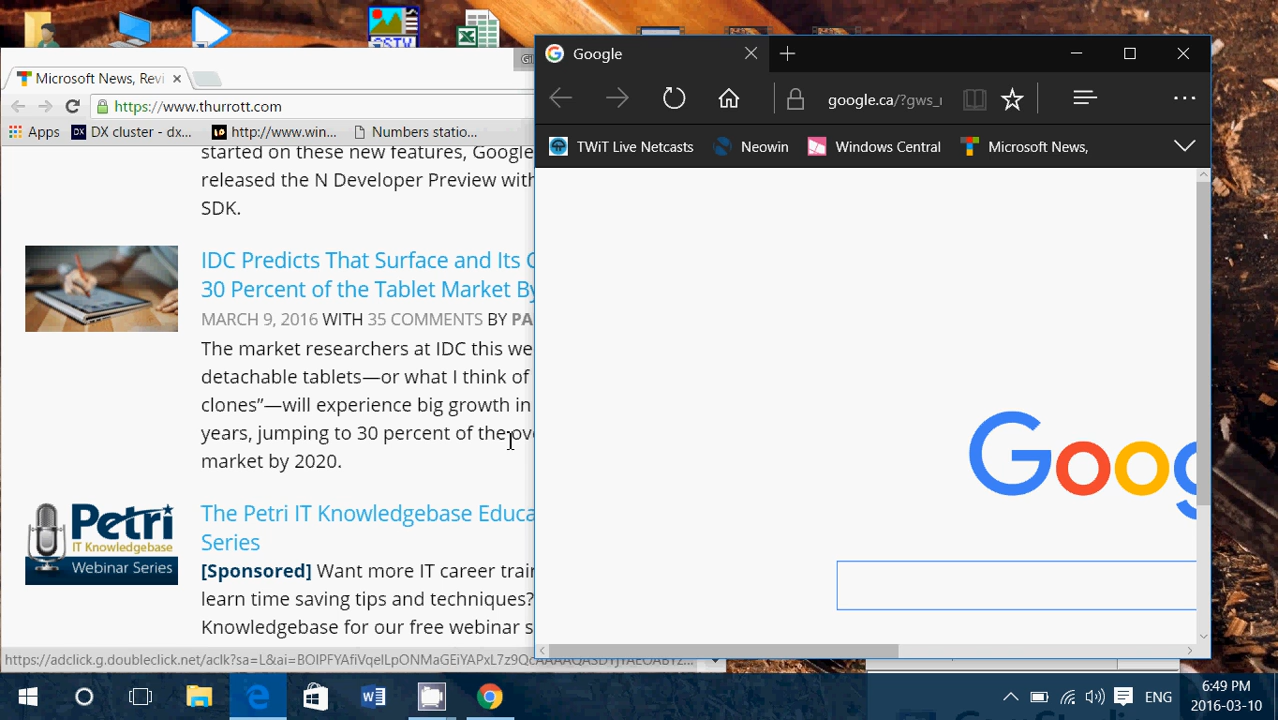 GSTV
Microsoft News, Revi
https://www.thurrott.com
Apps DX cluster - dx... http://www.win... Numbers statio...
started on these new features, Google
released the N Developer Preview with
SDK.
IDC Predicts That Surface and Its
30 Percent of the Tablet Market By
MARCH 9, 2016 WITH 35 COMMENTS BY PA
The market researchers at IDC this we
detachable tablets—or what I think of
clones”—will experience big growth in
years, jumping to 30 percent of the ov
market by 2020.
Petri
IT Knowledgebase
Webinar Series
The Petri IT Knowledgebase Educa
Series
[Sponsored] Want more IT career train
learn time saving tips and techniques?
Knowledgebase for our free webinar s
Google
google.ca/?gws_
TWiT Live Netcasts Neowin Windows Central Microsoft News,
Goog
ENG
6:49 PM
2016-03-10